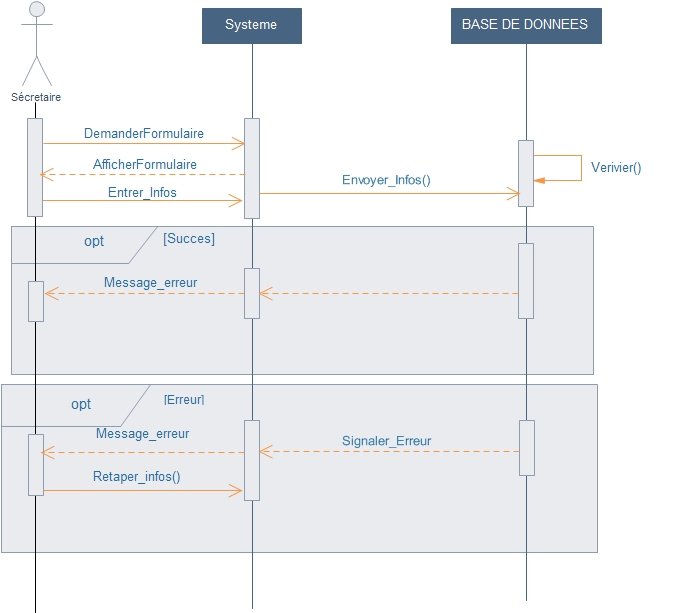 Systeme
BASE DE DONNEES
Sécretaire
DemanderFormulaire
AfficherFormulaire
Verivier()
Envoyer_Infos()
Entrer_Infos
opt
[Succes]
Message_erreur
opt
[Erreur]
Message_erreur
Signaler_Erreur
Retaper_infos()